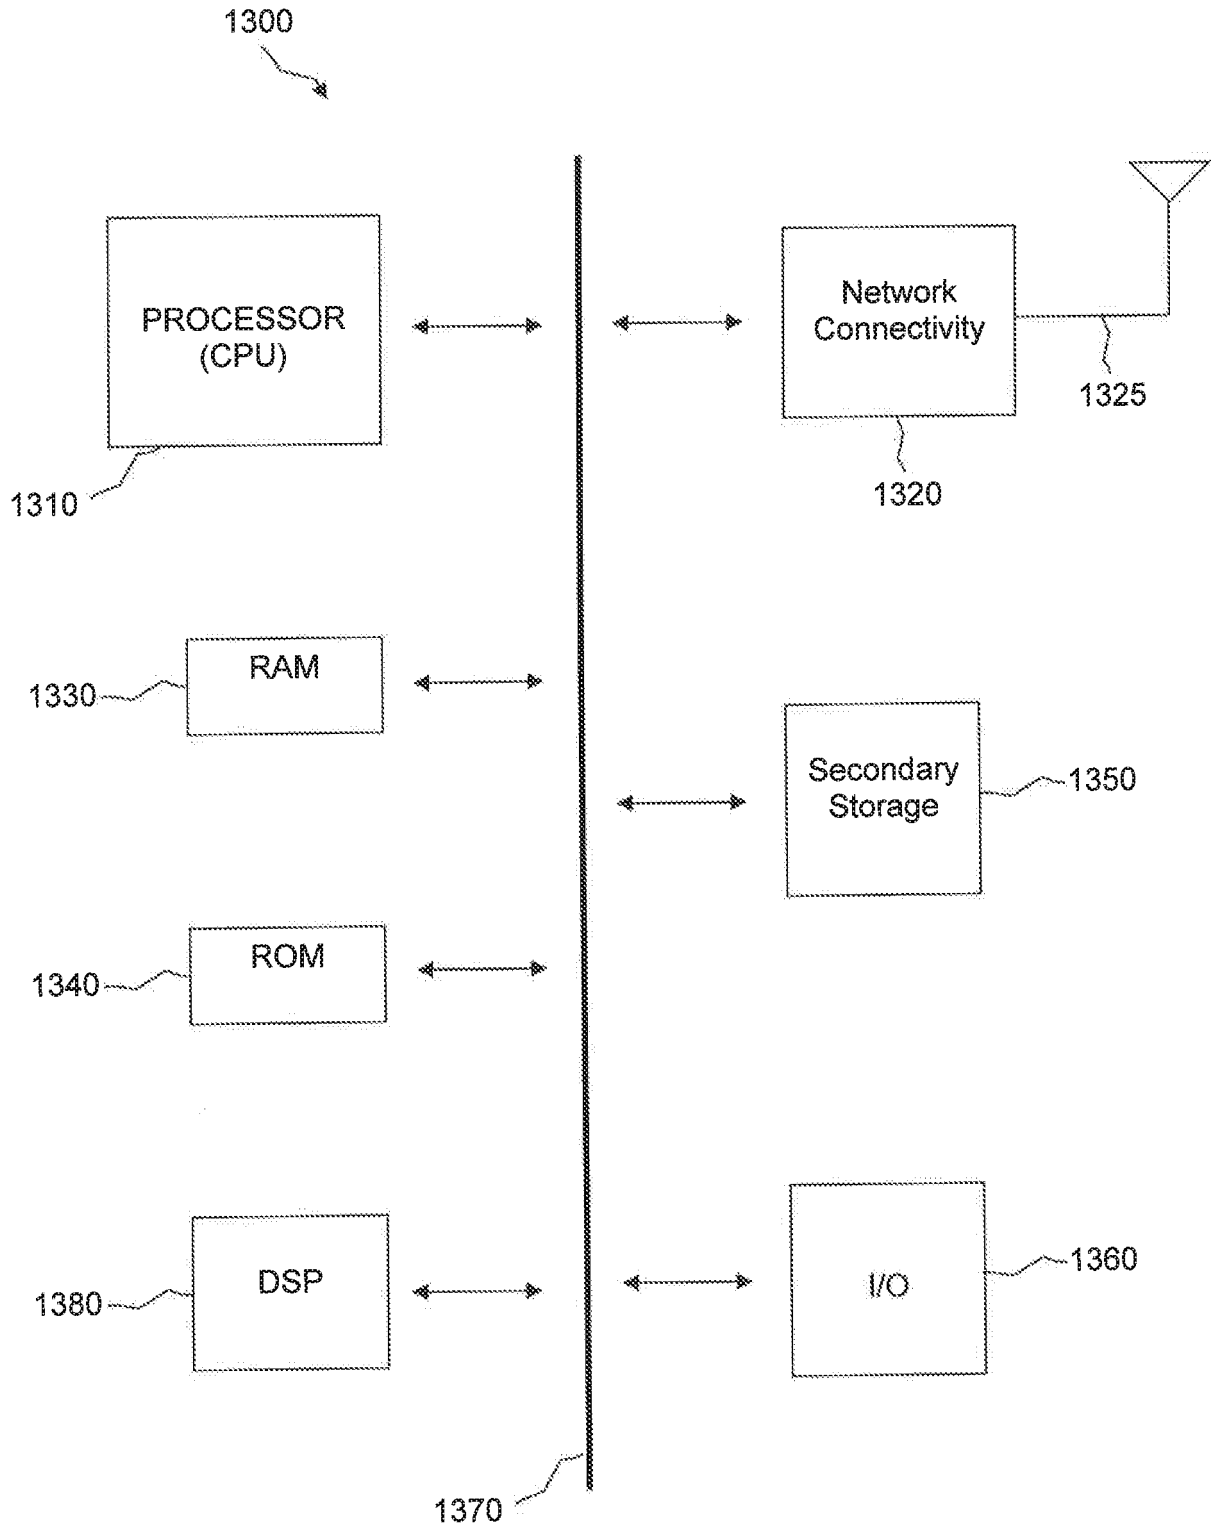 1300
PROCESSOR
(CPU)
1310
Network
Connectivity
1325
1320
RAM
1330
Secondary
Storage
1350
ROM
1340
DSP
1380
I/O
1360
1370